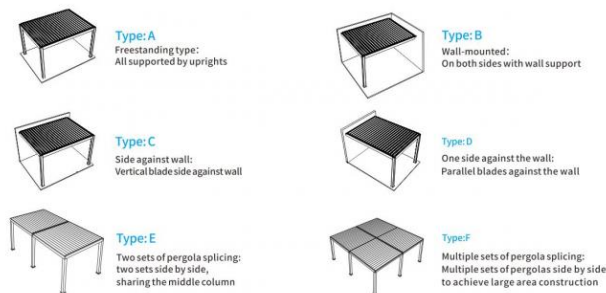 Type: A
Freestanding type:
All supported by uprights
Type: B
Wall-mounted:
On both sides with wall support
Type: C
Side against wall:
Vertical blade side against wall
Type: D
One side against the wall:
Parallel blades against the wall
Type: E
Two sets of pergola splicing:
two sets side by side,
sharing the middle column
Type:F
Multiple sets of pergola splicing:
Multiple sets of pergolas side by side
to achieve large area construction